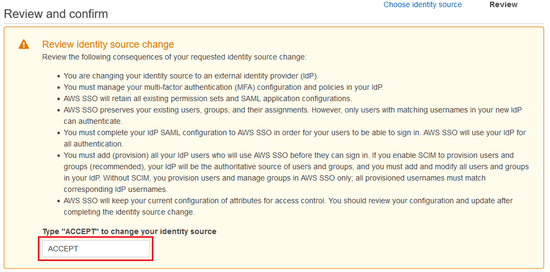 Choose identity source Review
Review and confirm
Review identity source change
Review the following consequences of your requested identity source change:
• You are changing your identity source to an external identity provider (IdP).
• You must manage your multi-factor authentication (MFA) configuration and policies in your IdP.
• AWS SSO will retain all existing permission sets and SAML application configurations.
• AWS SSO preserves your existing users, groups, and their assignments. However, only users with matching usernames in your new IdP
can authenticate.
• You must complete your IdP SAML configuration to AWS SSO in order for your users to be able to sign in. AWS SSO will use your IdP for
all authentication.
• You must add (provision) all your IdP users who will use AWS SSO before they can sign in. If you enable SCIM to provision users and
groups (recommended), your IdP will be the authoritative source of users and groups, and you must add and modify all users and groups
in your IdP. Without SCIM, you provision users and manage groups in AWS SSO only; all provisioned usernames must match
corresponding IdP usernames.
• AWS SSO will keep your current configuration of attributes for access control. You should review your configuration and update after
completing the identity source change.
Type "ACCEPT" to change your identity source
ACCEPT